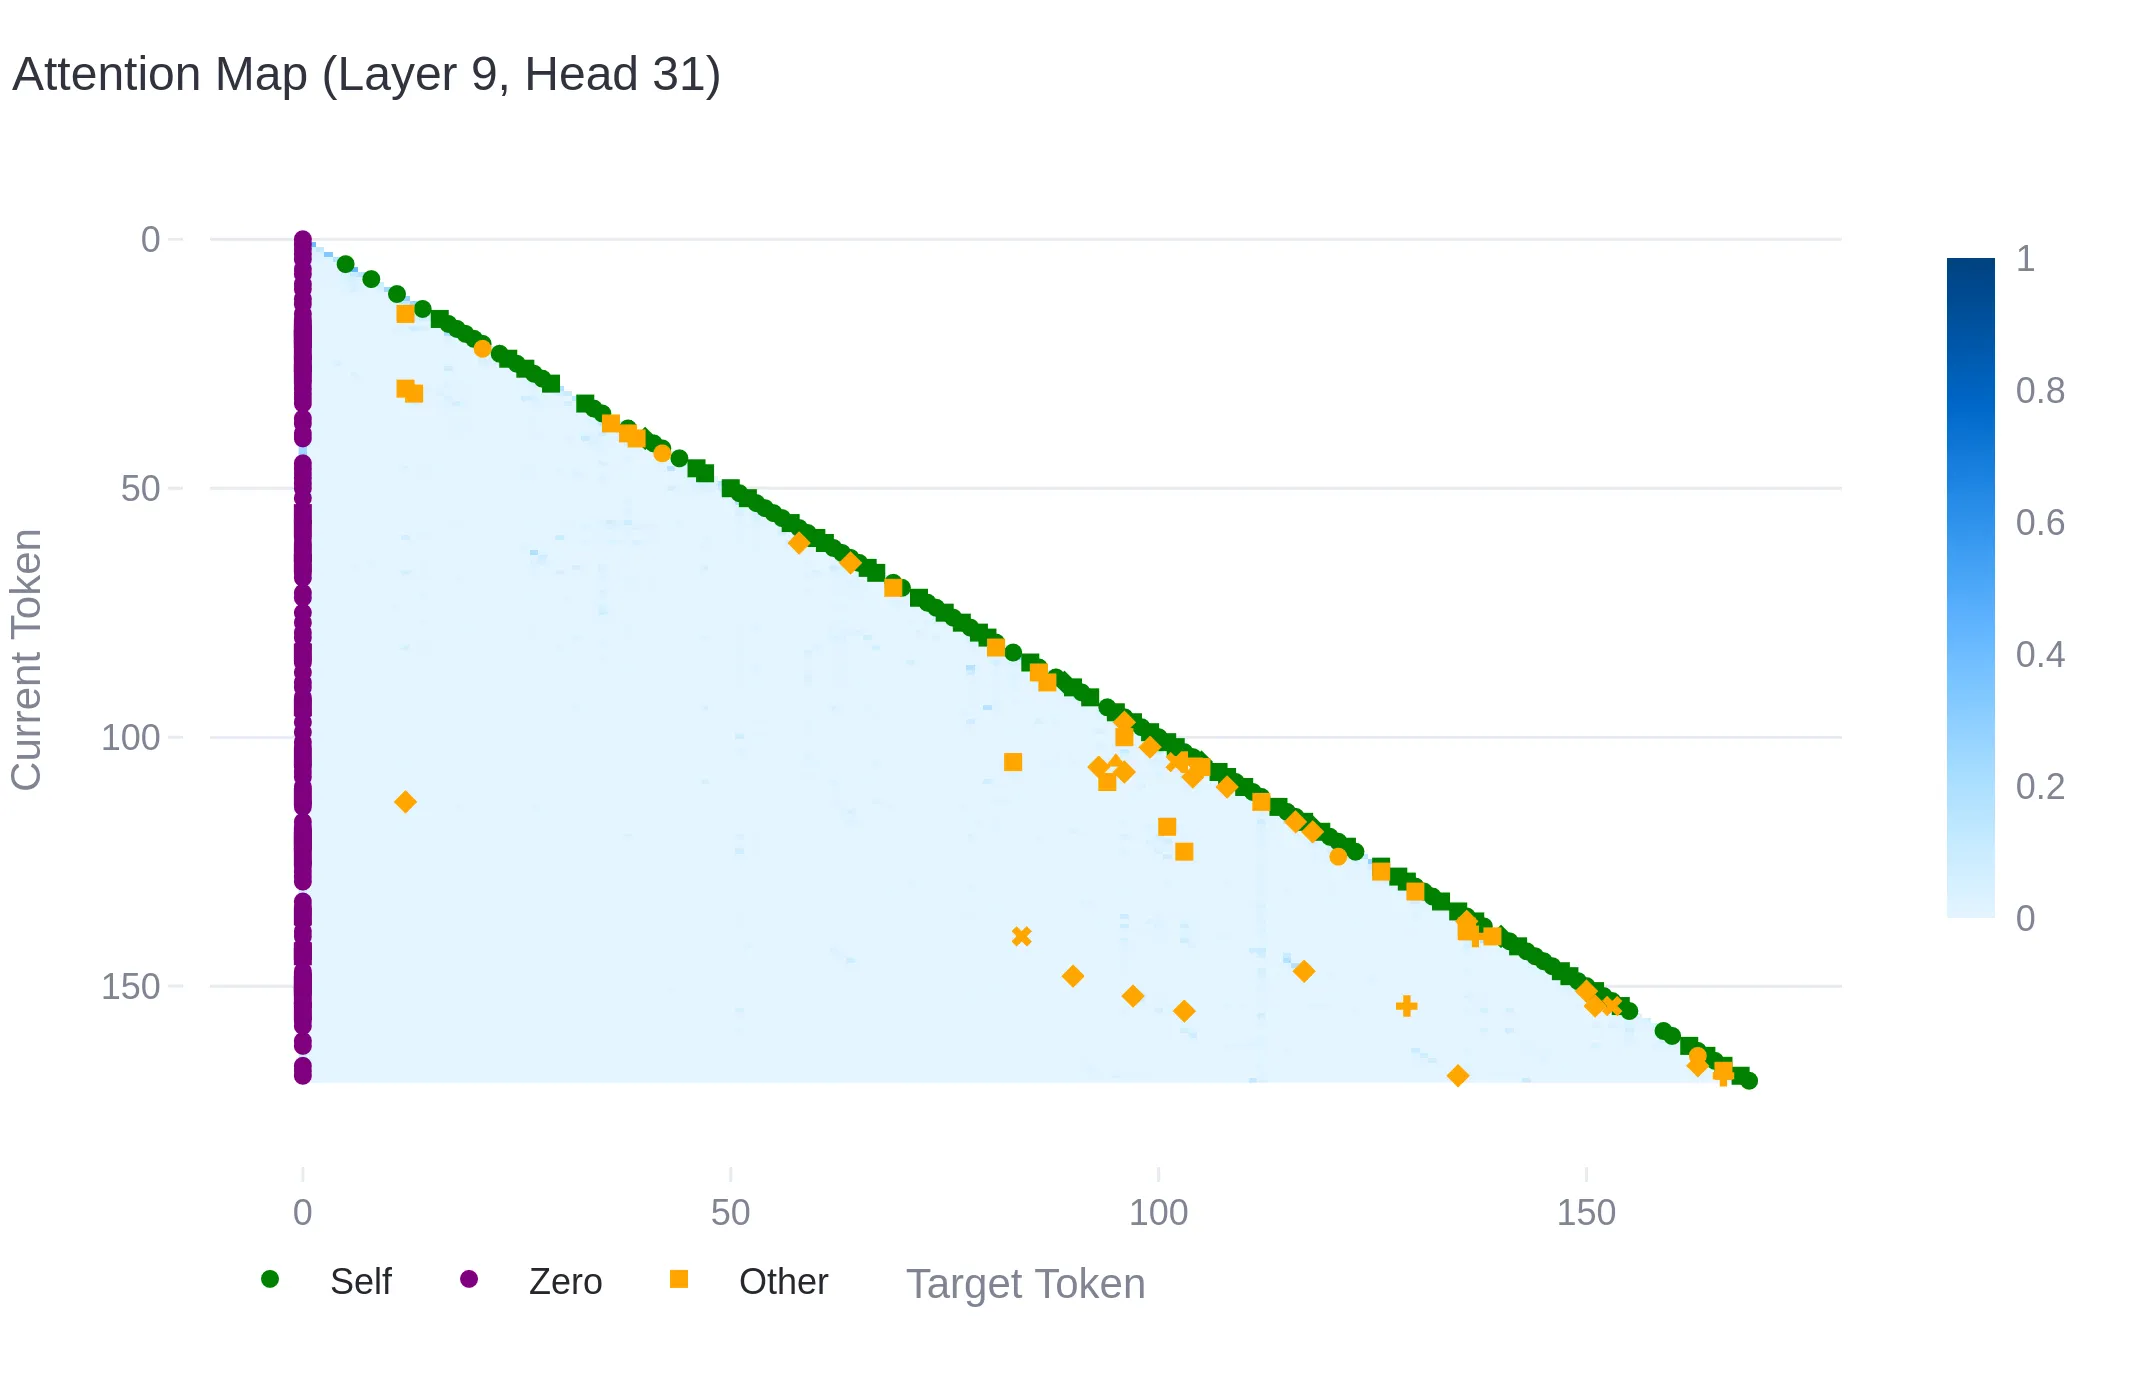 Attention Map (Layer 9, Head 31)
0
50
100
150
Current Token
1
0.8
0.6
0.4
0.2
0
0 50 100 150
Self Zero Other Target Token